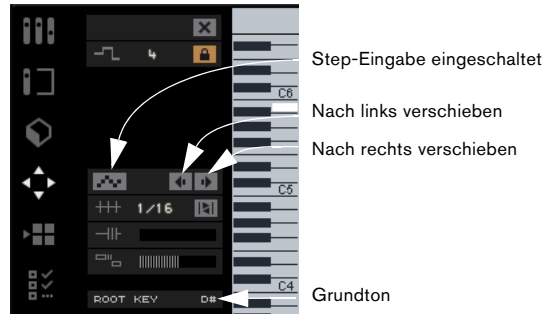 4
Step-Eingabe eingeschaltet
C6
Nach links verschieben
Nach rechts verschieben
C5
1/16
C4
ROOT KEY D#
Grundton